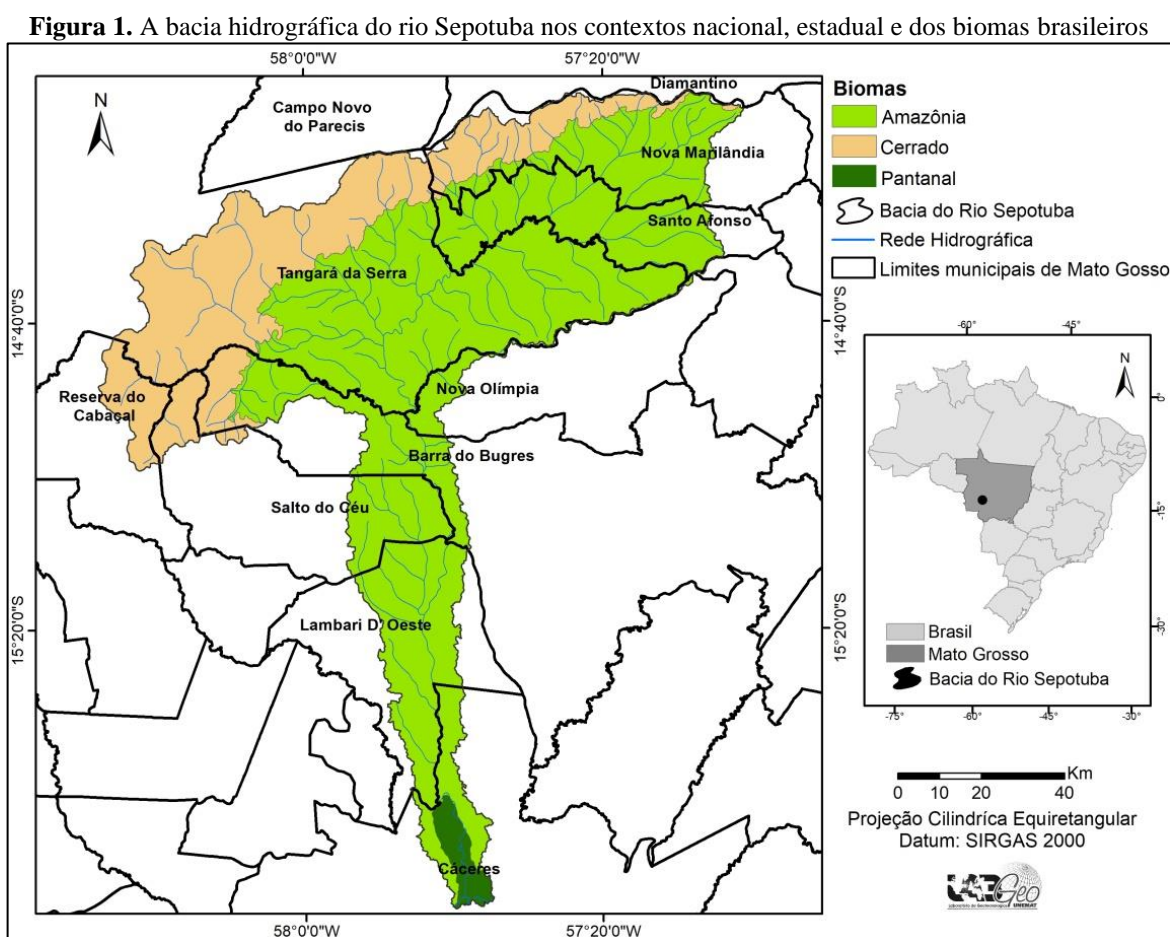 Figura 1. A bacia hidrográfica do rio Sepotuba nos contextos nacional, estadual e dos biomas brasileiros
58°0'0"W
57°20'0"W
N
Campo Novo
do Parecis
Diamantino
Nova Marilândia
Santo Afonso
Tangará da Serra
14°40'0"S
14°40'0"S
Reserva do
Cabaçal
Nova Olímpia
Barra do Bugres
Salto do Céu
Lambari D'Oeste
15°20'0"S
15°20'0"S
Cáceres
58°0'0"W
57°20'0"W
Biomas
Amazônia
Cerrado
Pantanal
Bacia do Rio Sepotuba
Rede Hidrográfica
Limites municipais de Mato Gosso
-60°
-45°
N
0°
-15°
-30°
Brasil
Mato Grosso
Bacia do Rio Sepotuba
-75°
-60°
-45°
-30°
Km
0 10 20 40
Projeção Cilindríca Equiretangular
Datum: SIRGAS 2000
Geo
UNEMAT